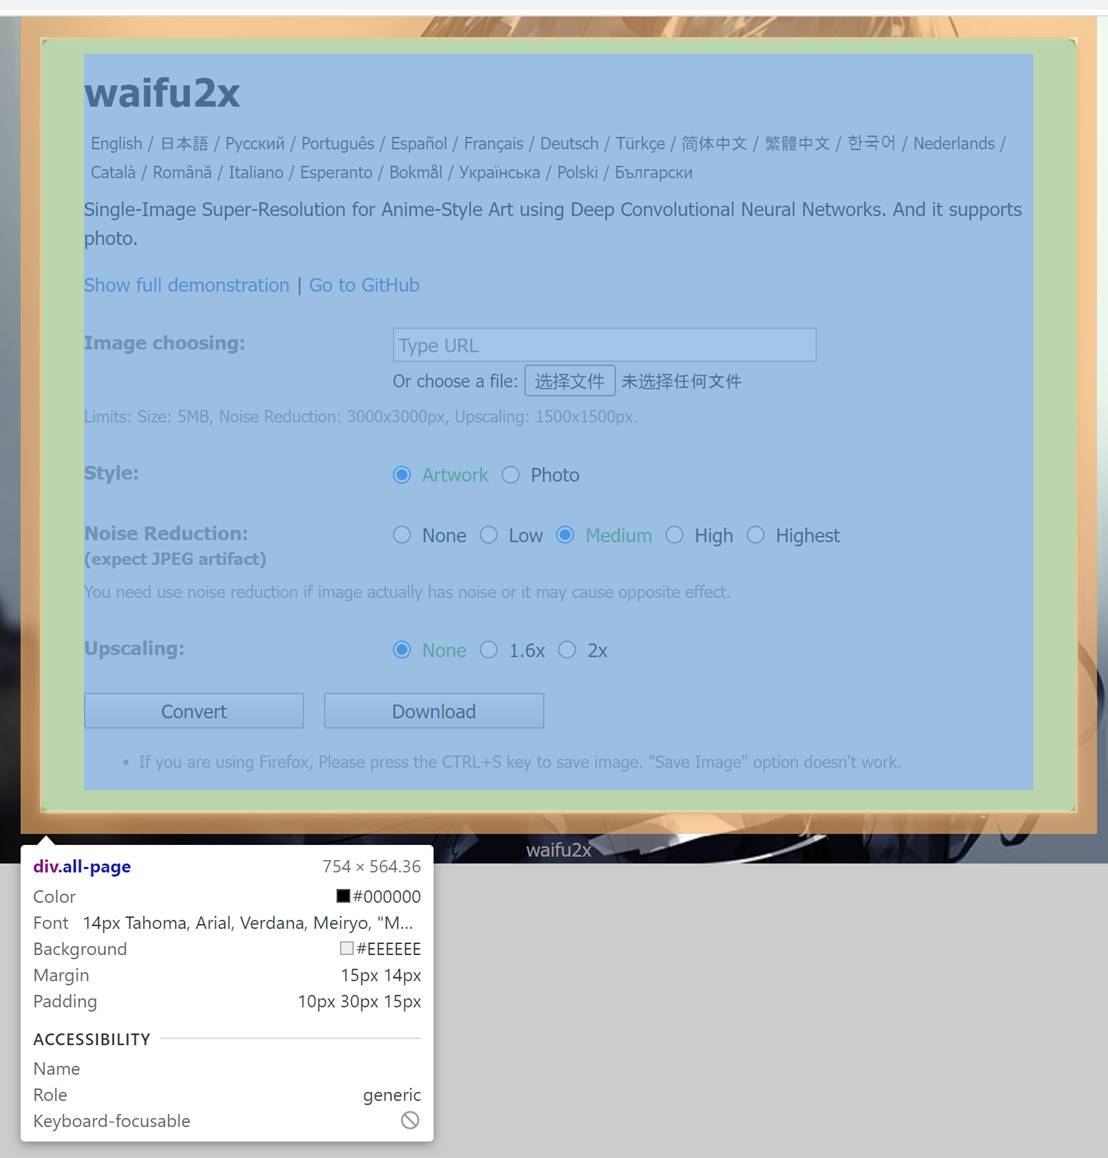 waifu2x
English / 日本語 / Русский / Português / Español / Français / Deutsch / Türkçe / 简体中文 / 繁體中文 / 한국어 / Nederlands /
Català / Română / Italiano / Esperanto / Bokmål / Українська / Polski / Български
Single-Image Super-Resolution for Anime-Style Art using Deep Convolutional Neural Networks. And it supports
photo.
Show full demonstration | Go to GitHub
Image choosing:
Type URL
Or choose a file: 选择文件 未选择任何文件
Limits: Size: 5MB, Noise Reduction: 3000x3000px, Upscaling: 1500x1500px.
Style: Artwork Photo
Noise Reduction: None Low Medium High Highest
(expect JPEG artifact)
You need use noise reduction if image actually has noise or it may cause opposite effect.
Upscaling: None 1.6x 2x
Convert Download
• If you are using Firefox, Please press the CTRL+S key to save image. "Save Image" option doesn't work.
waifu2x
div.all-page 754 × 564.36
Color #000000
Font 14px Tahoma, Arial, Verdana, Meiryo, "M...
Background #EEEEEE
Margin 15px 14px
Padding 10px 30px 15px
ACCESSIBILITY
Name
Role generic
Keyboard-focusable